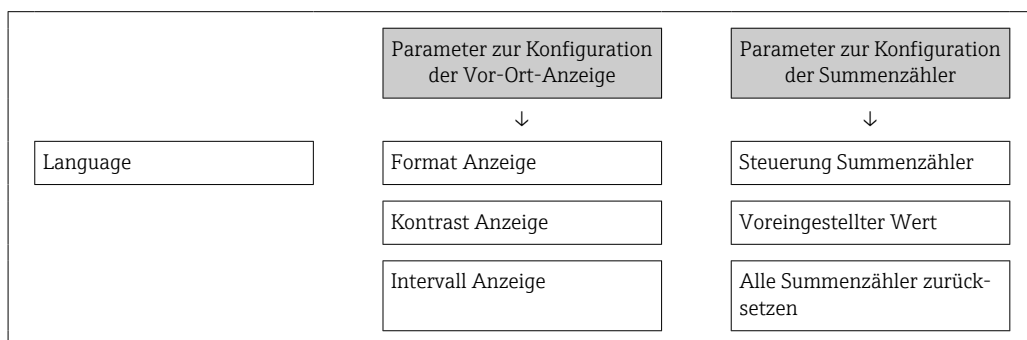 Parameter zur Konfiguration
der Vor-Ort-Anzeige
Parameter zur Konfiguration
der Summenzähler
↓
↓
Language
Format Anzeige
Steuerung Summenzähler
Kontrast Anzeige
Voreingestellter Wert
Intervall Anzeige
Alle Summenzähler zurück-
setzen